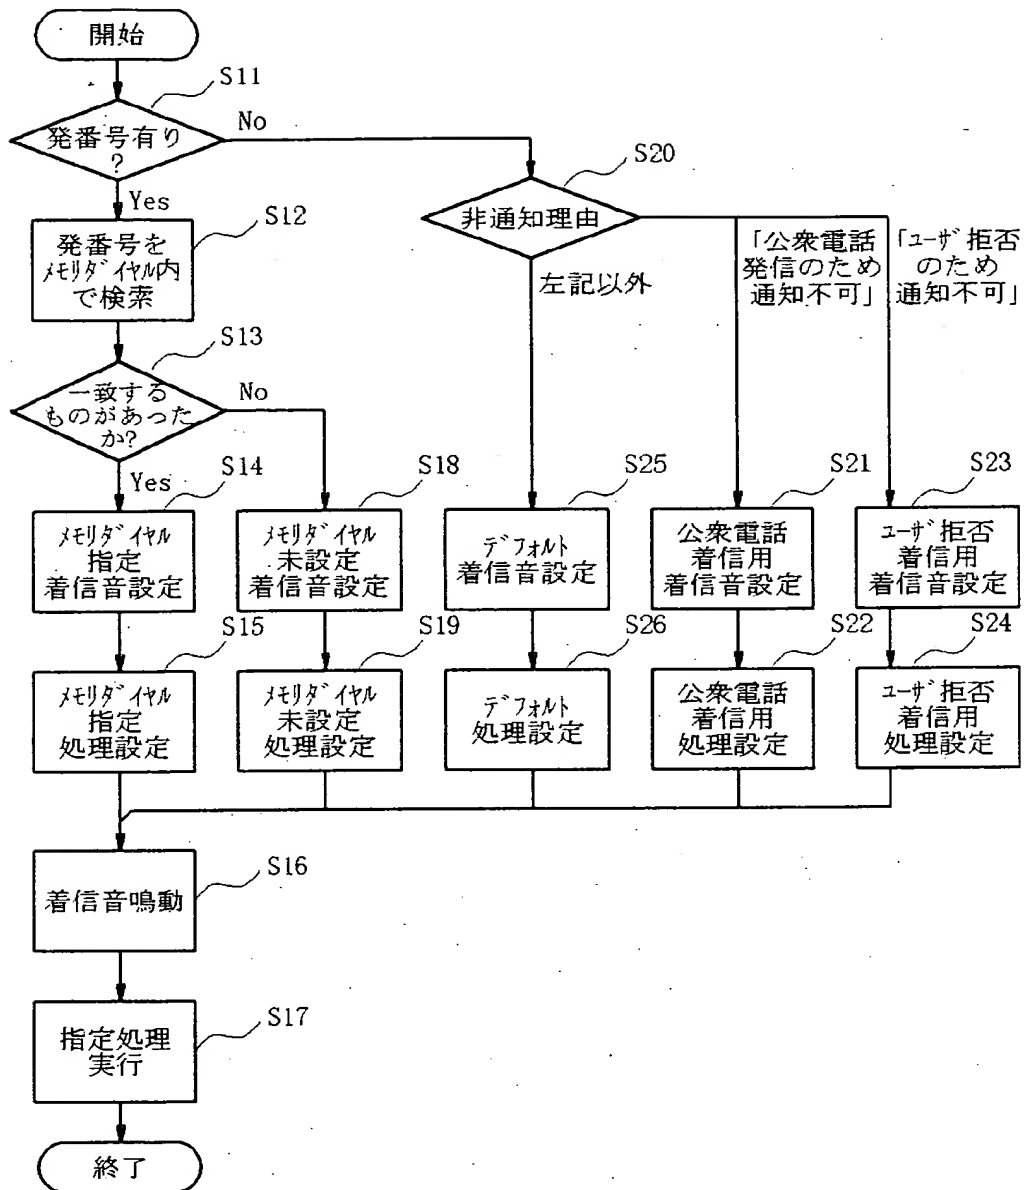 開始
S11
発番号有り
?
No
Yes
S20
非通知理由
S12
発番号を
メモリダイヤル内
で検索
左記以外
「公衆電話
発信のため
通知不可」
「ユーザ拒否
のため
通知不可」
S13
一致する
ものがあった
か?
No
Yes
S14
メモリダイヤル
指定
着信音設定
S18
メモリダイヤル
未設定
着信音設定
S25
デフォルト
着信音設定
S21
公衆電話
着信用
着信音設定
S23
ユーザ拒否
着信用
着信音設定
S15
メモリダイヤル
指定
処理設定
S19
メモリダイヤル
未設定
処理設定
S26
デフォルト
処理設定
S22
公衆電話
着信用
処理設定
S24
ユーザ拒否
着信用
処理設定
S16
着信音鳴動
S17
指定処理
実行
終了